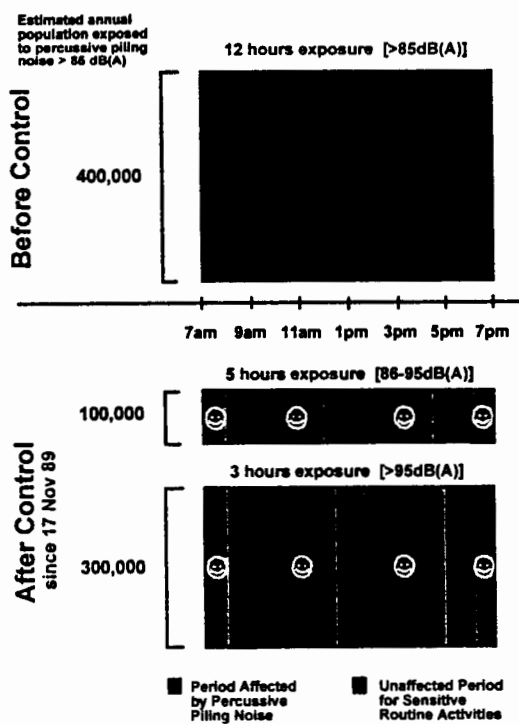 Estimated annual
population exposed
to percussive piling
noise > 85 dB(A)
12 hours exposure [>85dB(A)]
Before Control
400,000
7am 9am 11am 1pm 3pm 5pm 7pm
5 hours exposure [86-95dB(A)]
100,000
After Control
since 17 Nov 89
3 hours exposure [>95dB(A)]
300,000
Period Affected
by Percussive
Piling Noise
Unaffected Period
for Sensitive
Routine Activities